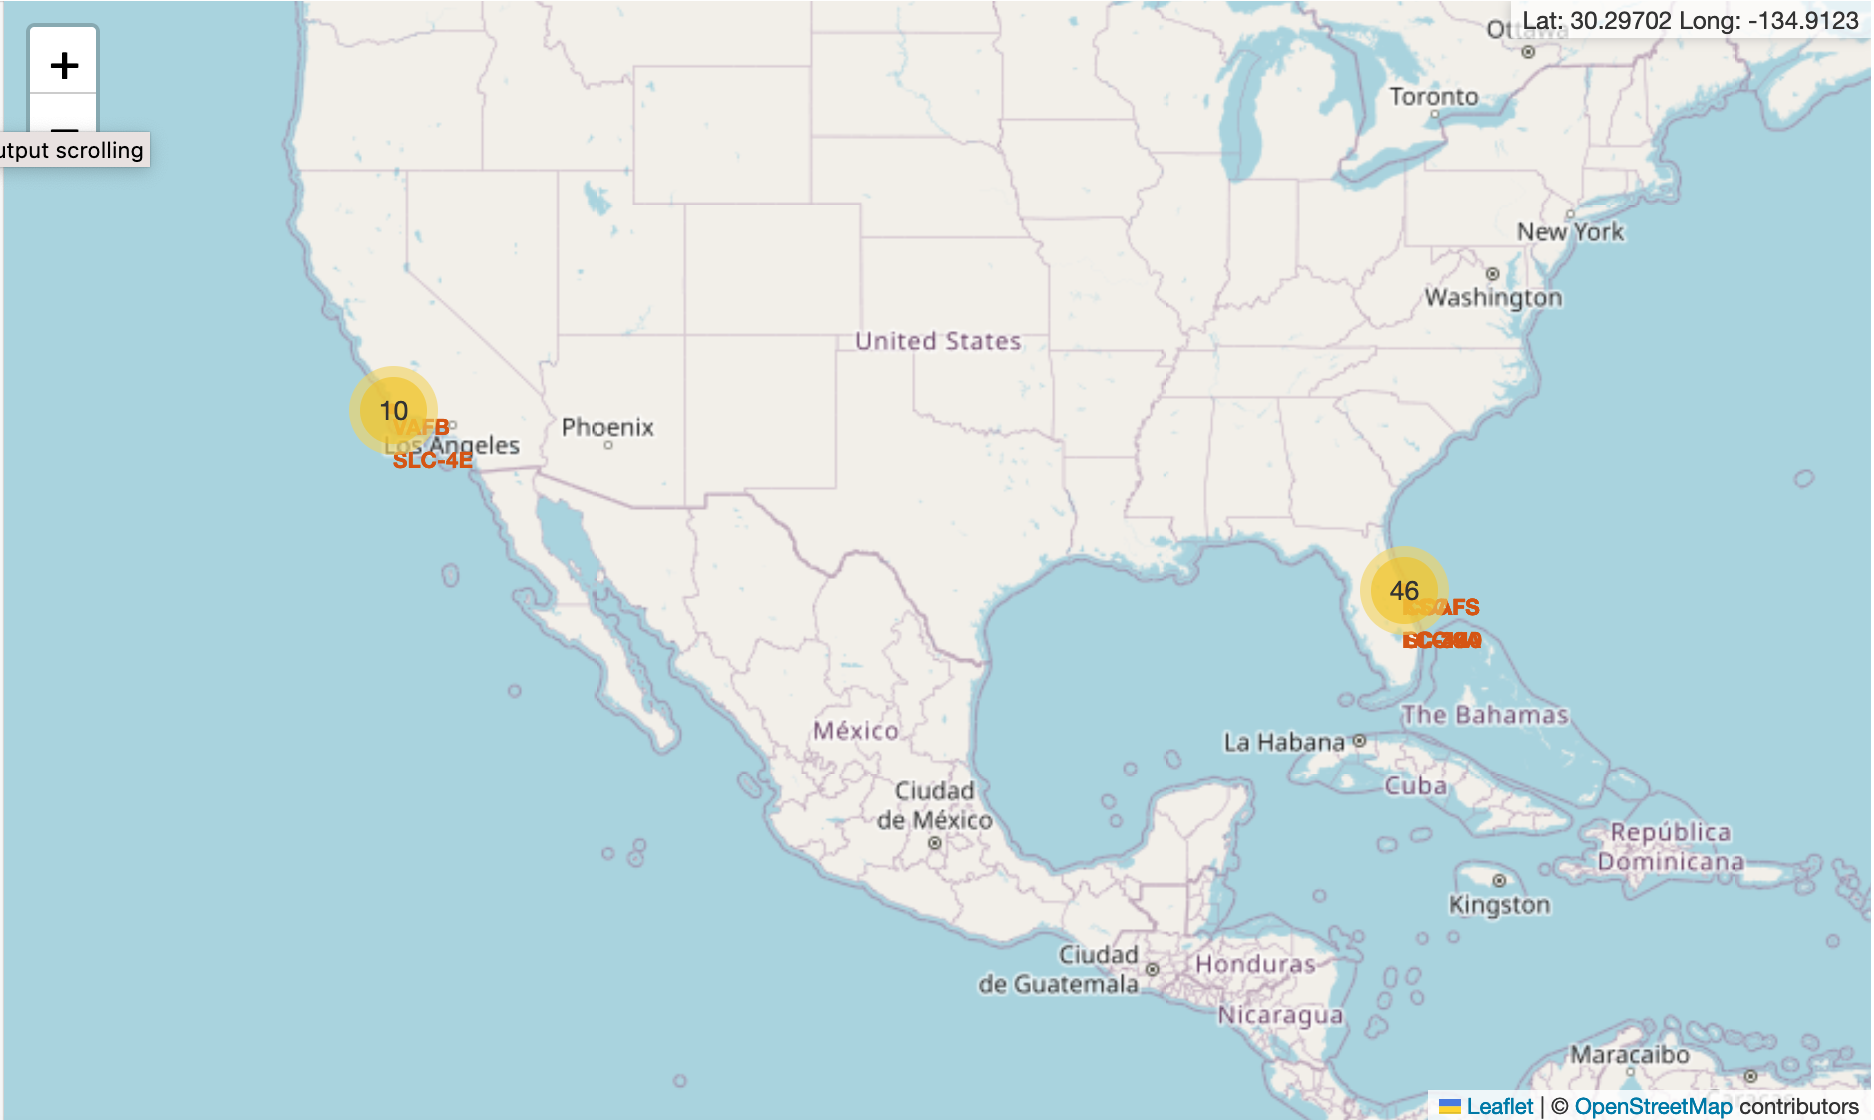 Lat: 30.29702 Long: -134.9123
+
−
utput scrolling
Ottawa
Toronto
New York
Washington
United States
10
VAFB
SLC-4E
Los Angeles
Phoenix
46
México
Ciudad
de México
La Habana
The Bahamas
Cuba
República
Dominicana
Kingston
Ciudad
de Guatemala
Honduras
Nicaragua
Maracaibo
Caracas
Leaflet | © OpenStreetMap contributors